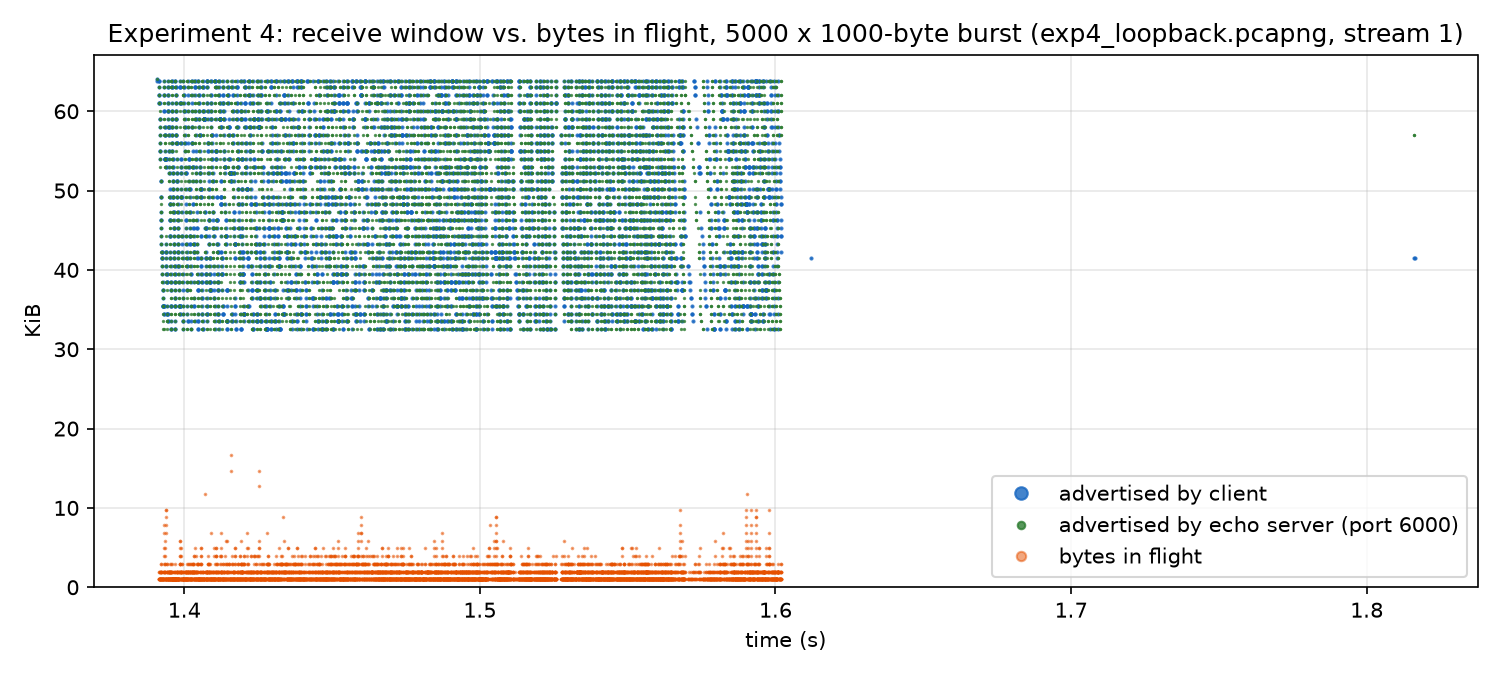 Experiment 4: receive window vs. bytes in flight, 5000 x 1000-byte burst (exp4_loopback.pcapng, stream 1)
KiB
60
50
40
30
20
10
0
advertised by client
advertised by echo server (port 6000)
bytes in flight
1.4 1.5 1.6 1.7 1.8
time (s)